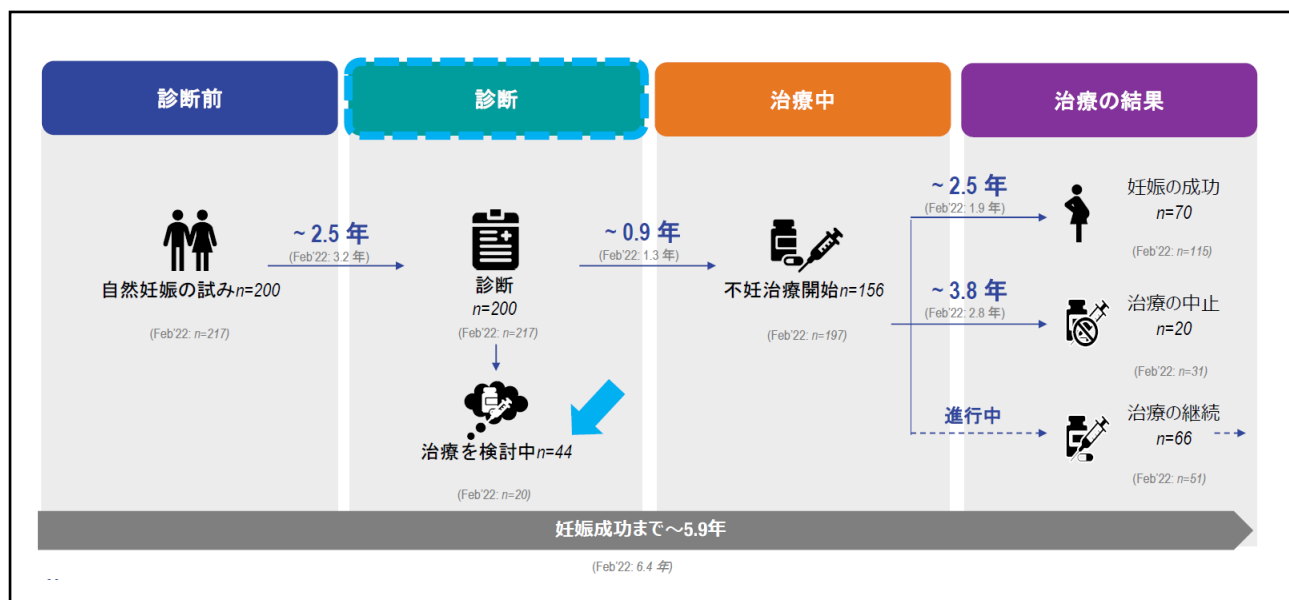 診断前
診断
治療中
治療の結果
~ 2.5 年
(Feb'22: 3.2 年)
自然妊娠の試みn=200
(Feb'22: n=217)
診断
n=200
(Feb'22: n=217)
治療を検討中n=44
(Feb'22: n=20)
~ 0.9 年
(Feb'22: 1.3 年)
不妊治療開始n=156
(Feb'22: n=197)
~ 2.5 年
(Feb'22: 1.9 年)
妊娠の成功
n=70
(Feb'22: n=115)
~ 3.8 年
(Feb'22: 2.8 年)
治療の中止
n=20
(Feb'22: n=31)
進行中
治療の継続
n=66
(Feb'22: n=51)
妊娠成功まで～5.9年
(Feb'22: 6.4 年)